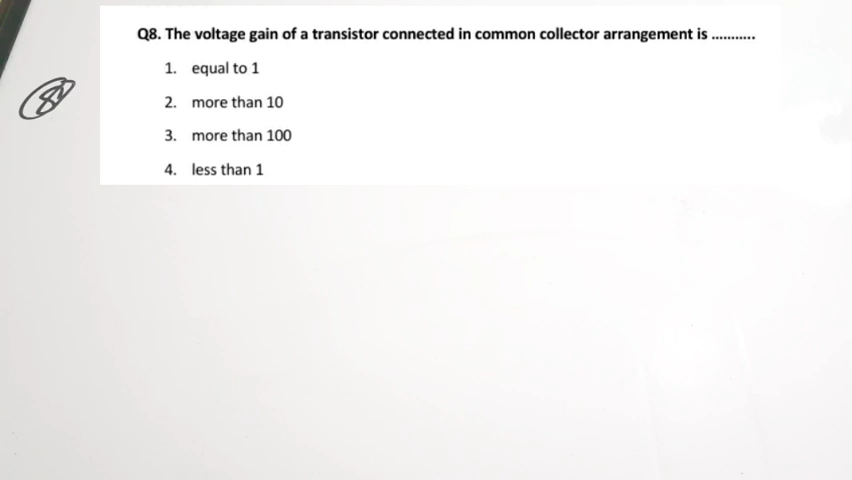 Q8. The voltage gain of a transistor connected in common collector arrangement is ...........
1. equal to 1
2. more than 10
3. more than 100
4. less than 1